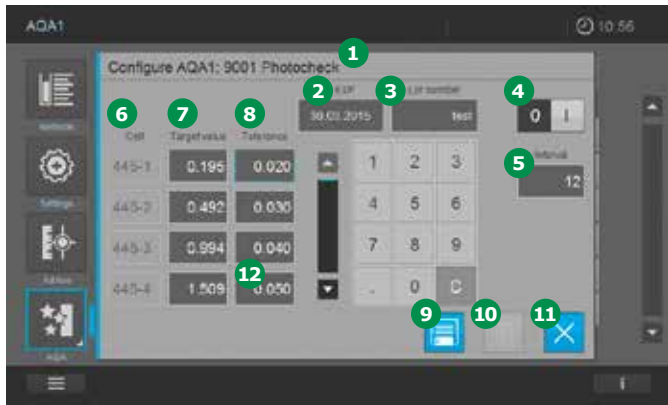 AQA1
10:56
Configure AQA1: 9001 Photocheck
1
2
3
4
30.03.2015
Lot number
test
0 I
5
Interval
12
6
7
8
Cell
Target value
Tolerance
445-1 0.195 0.020
445-2 0.492 0.030
445-3 0.994 0.040
445-4 1.509 0.050
12
1 2 3
4 5 6
7 8 9
. 0 C
9
10
11
Settings
AQA
i